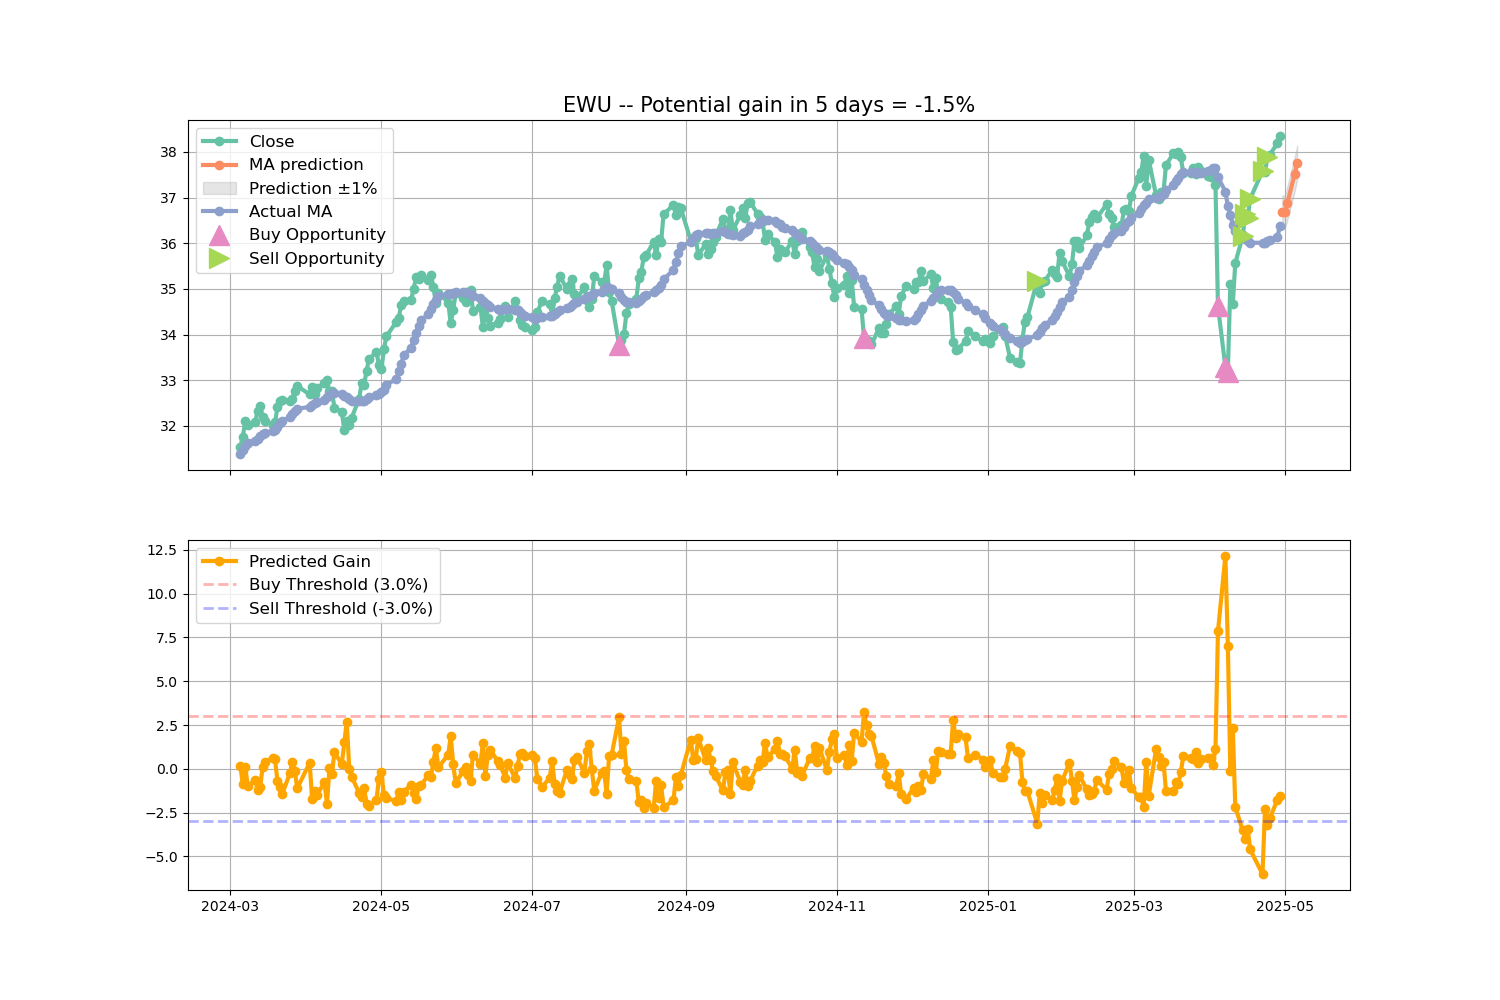 EWU -- Potential gain in 5 days = -1.5%
Close
MA prediction
Prediction ±1%
Actual MA
Buy Opportunity
Sell Opportunity
38
37
36
35
34
33
32
Predicted Gain
Buy Threshold (3.0%)
Sell Threshold (-3.0%)
12.5
10.0
7.5
5.0
2.5
0.0
−2.5
−5.0
2024-03 2024-05 2024-07 2024-09 2024-11 2025-01 2025-03 2025-05